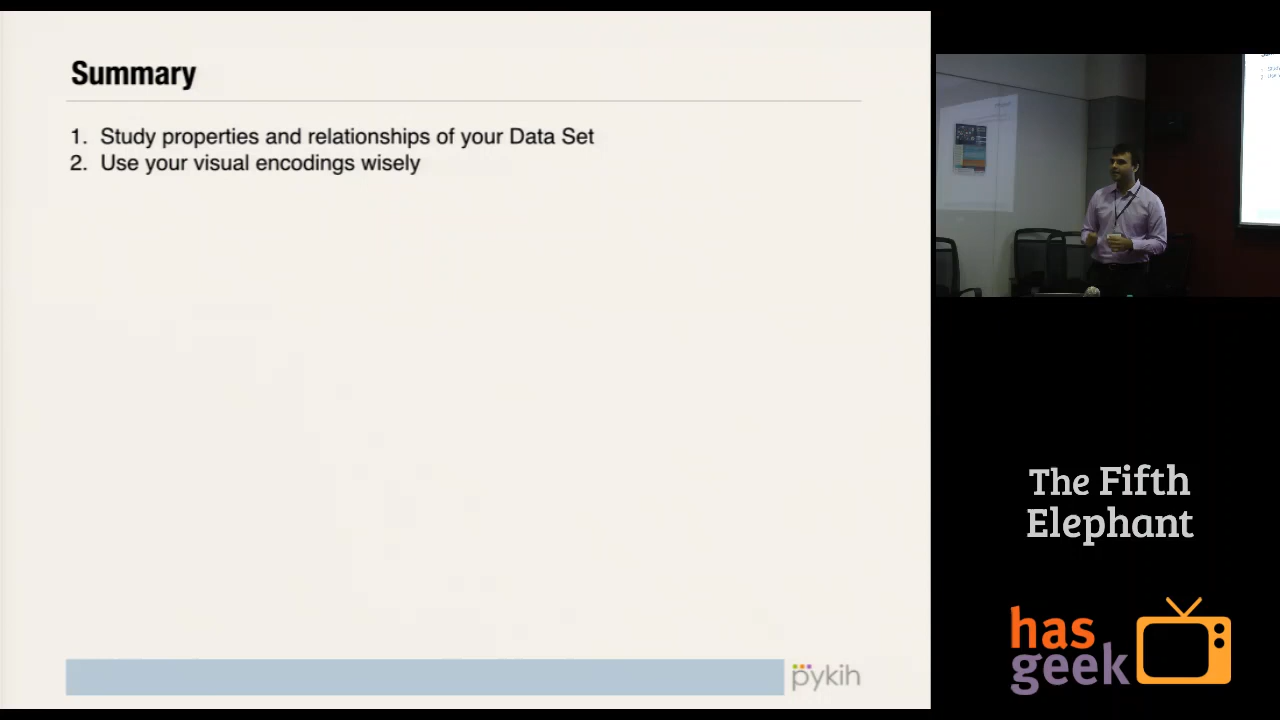 Summary
1. Study properties and relationships of your Data Set
2. Use your visual encodings wisely
pykih
The Fifth
Elephant
has
geek